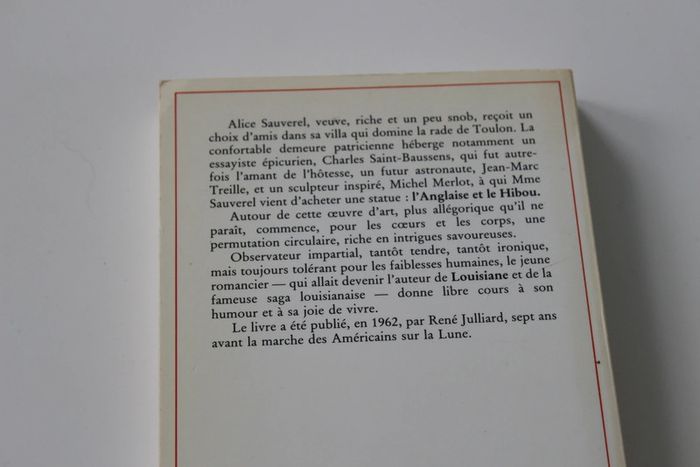 Alice Sauverel, veuve, riche et un peu snob, reçoit un
choix d'amis dans sa villa qui domine la rade de Toulon. La
confortable demeure patricienne héberge notamment un
essayiste épicurien, Charles Saint-Baussens, qui fut autre-
fois l'amant de l'hôtesse, un futur astronaute, Jean-Marc
Treille, et un sculpteur inspiré, Michel Merlot, à qui Mme
Sauverel vient d'acheter une statue : l'Anglaise et le Hibou.
Autour de cette œuvre d'art, plus allégorique qu'il ne
paraît, commence, pour les cœurs et les corps, une
permutation circulaire, riche en intrigues savoureuses.
Observateur impartial, tantôt tendre, tantôt ironique,
mais toujours tolérant pour les faiblesses humaines, le jeune
romancier — qui allait devenir l'auteur de Louisiane et de la
fameuse saga louisianaise — donne libre cours à son
humour et à sa joie de vivre.
Le livre a été publié, en 1962, par René Julliard, sept ans
avant la marche des Américains sur la Lune.